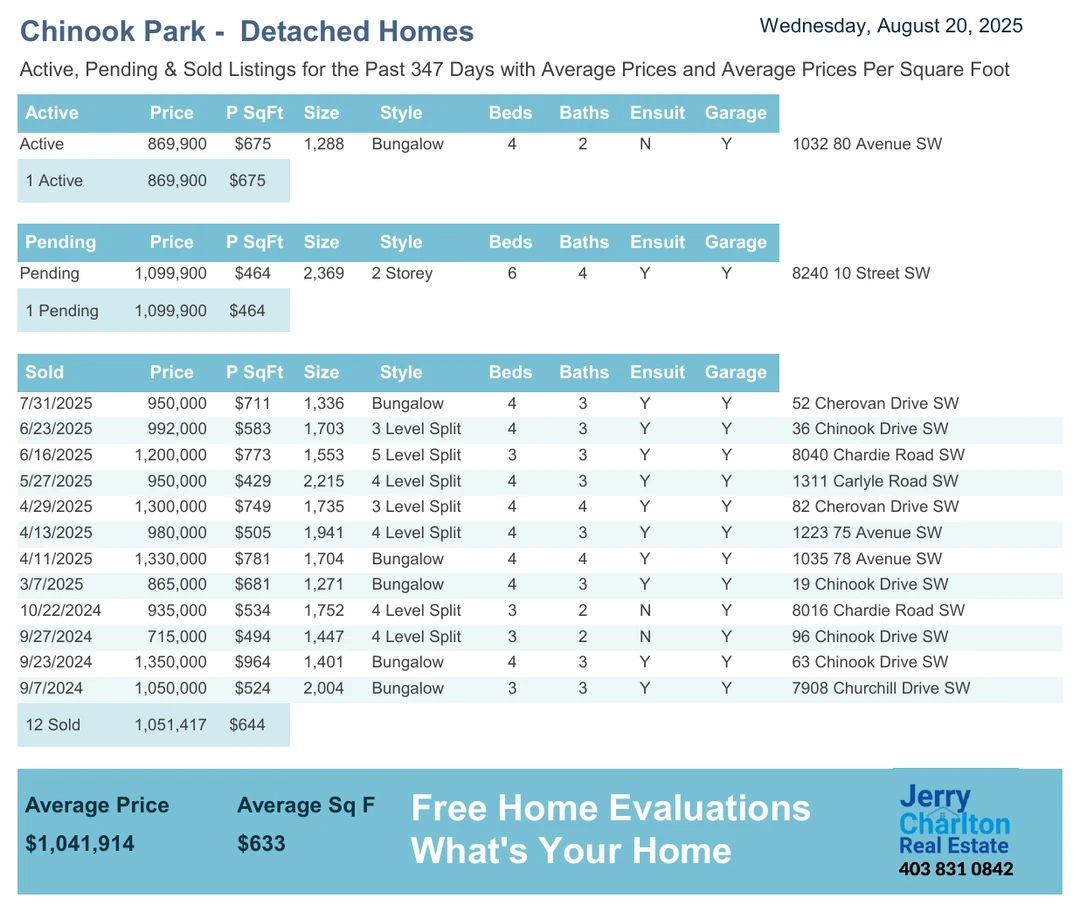 Chinook Park - Detached Homes
Wednesday, August 20, 2025
Active, Pending & Sold Listings for the Past 347 Days with Average Prices and Average Prices Per Square Foot
Active Price P SqFt Size Style Beds Baths Ensuit Garage
Active 869,900 $675 1,288 Bungalow 4 2 N Y 1032 80 Avenue SW
1 Active 869,900 $675
Pending Price P SqFt Size Style Beds Baths Ensuit Garage
Pending 1,099,900 $464 2,369 2 Storey 6 4 Y Y 8240 10 Street SW
1 Pending 1,099,900 $464
Sold Price P SqFt Size Style Beds Baths Ensuit Garage
7/31/2025 950,000 $711 1,336 Bungalow 4 3 Y Y 52 Cherovan Drive SW
6/23/2025 992,000 $583 1,703 3 Level Split 4 3 Y Y 36 Chinook Drive SW
6/16/2025 1,200,000 $773 1,553 5 Level Split 3 3 Y Y 8040 Chardie Road SW
5/27/2025 950,000 $429 2,215 4 Level Split 4 3 Y Y 1311 Carlyle Road SW
4/29/2025 1,300,000 $749 1,735 3 Level Split 4 4 Y Y 82 Cherovan Drive SW
4/13/2025 980,000 $505 1,941 4 Level Split 4 3 Y Y 1223 75 Avenue SW
4/11/2025 1,330,000 $781 1,704 Bungalow 4 4 Y Y 1035 78 Avenue SW
3/7/2025 865,000 $681 1,271 Bungalow 4 3 Y Y 19 Chinook Drive SW
10/22/2024 935,000 $534 1,752 4 Level Split 3 2 N Y 8016 Chardie Road SW
9/27/2024 715,000 $494 1,447 4 Level Split 3 2 N Y 96 Chinook Drive SW
9/23/2024 1,350,000 $964 1,401 Bungalow 4 3 Y Y 63 Chinook Drive SW
9/7/2024 1,050,000 $524 2,004 Bungalow 3 3 Y Y 7908 Churchill Drive SW
12 Sold 1,051,417 $644
Average Price Average Sq F
$1,041,914 $633
Free Home Evaluations
What's Your Home
Jerry
Charlton
Real Estate
403 831 0842